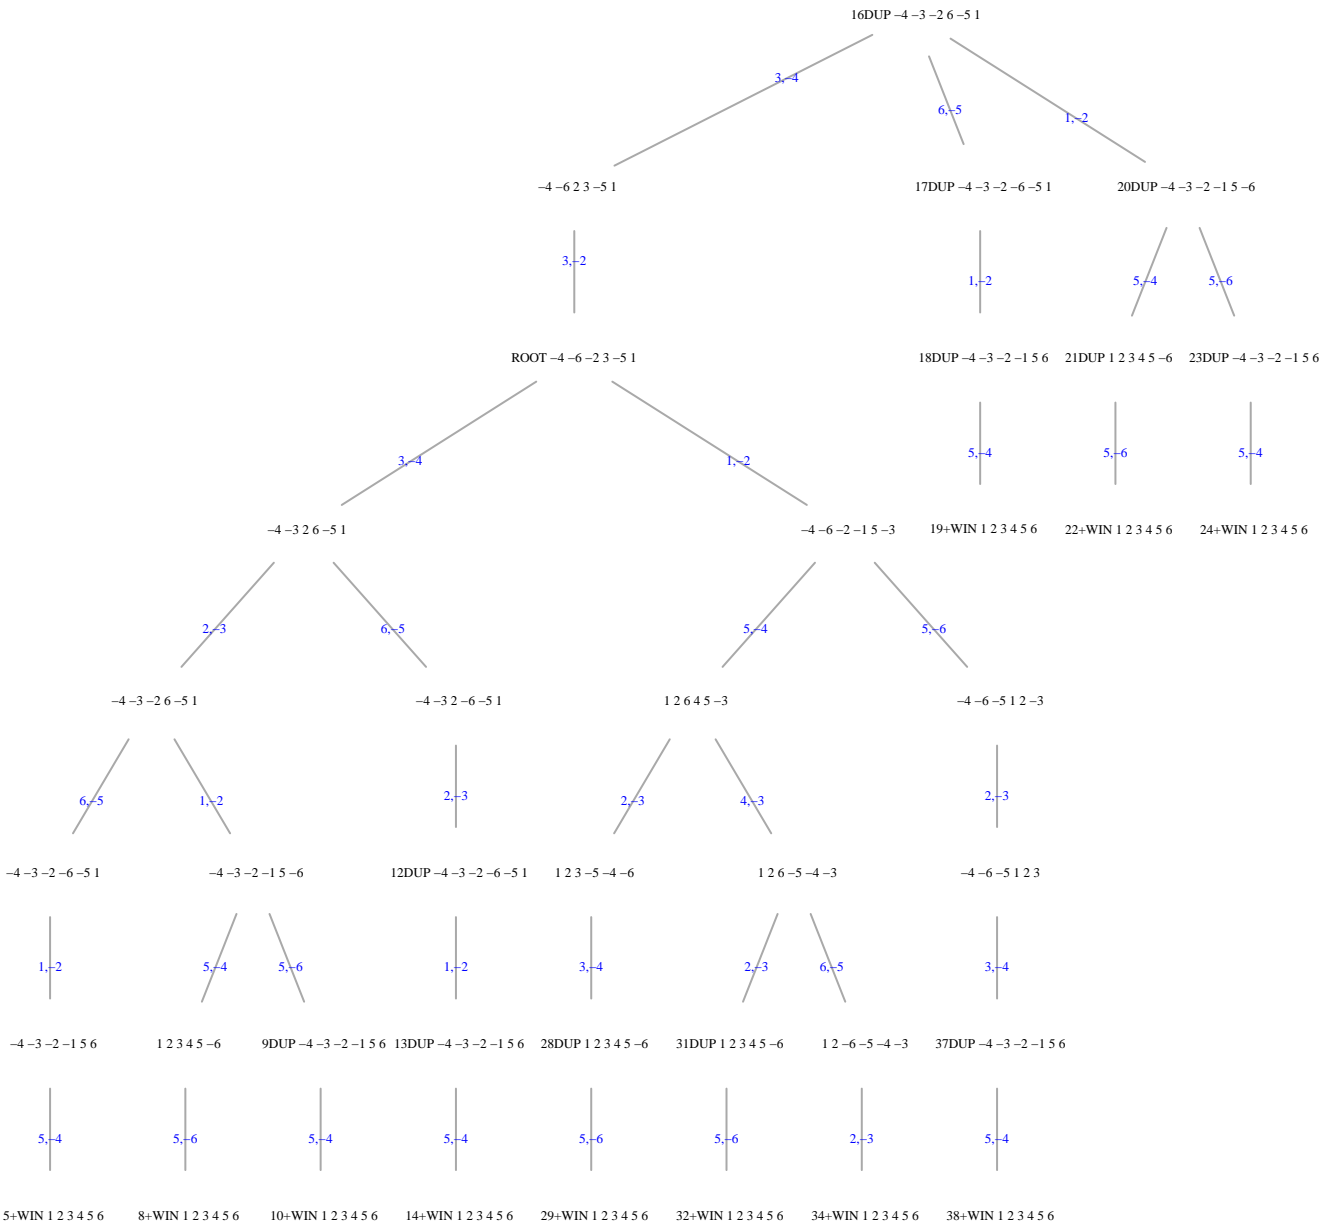 16DUP −4 −3 −2 6 −5 1
3,−4
6,−5
1,−2
−4 −6 2 3 −5 1
17DUP −4 −3 −2 −6 −5 1
20DUP −4 −3 −2 −1 5 −6
3,−2
1,−2
5,−4
5,−6
ROOT −4 −6 −2 3 −5 1
18DUP −4 −3 −2 −1 5 6
21DUP 1 2 3 4 5 −6
23DUP −4 −3 −2 −1 5 6
3,−4
1,−2
5,−4
5,−6
5,−4
−4 −3 2 6 −5 1
−4 −6 −2 −1 5 −3
19+WIN 1 2 3 4 5 6
22+WIN 1 2 3 4 5 6
24+WIN 1 2 3 4 5 6
2,−3
6,−5
5,−4
5,−6
−4 −3 −2 6 −5 1
−4 −3 2 −6 −5 1
1 2 6 4 5 −3
−4 −6 −5 1 2 −3
6,−5
1,−2
2,−3
2,−3
4,−3
2,−3
−4 −3 −2 −6 −5 1
−4 −3 −2 −1 5 −6
12DUP −4 −3 −2 −6 −5 1
1 2 3 −5 −4 −6
1 2 6 −5 −4 −3
−4 −6 −5 1 2 3
1,−2
5,−4
5,−6
1,−2
3,−4
2,−3
6,−5
3,−4
−4 −3 −2 −1 5 6
1 2 3 4 5 −6
9DUP −4 −3 −2 −1 5 6
13DUP −4 −3 −2 −1 5 6
28DUP 1 2 3 4 5 −6
31DUP 1 2 3 4 5 −6
1 2 −6 −5 −4 −3
37DUP −4 −3 −2 −1 5 6
5,−4
5,−6
5,−4
5,−4
5,−6
5,−6
2,−3
5,−4
5+WIN 1 2 3 4 5 6
8+WIN 1 2 3 4 5 6
10+WIN 1 2 3 4 5 6
14+WIN 1 2 3 4 5 6
29+WIN 1 2 3 4 5 6
32+WIN 1 2 3 4 5 6
34+WIN 1 2 3 4 5 6
38+WIN 1 2 3 4 5 6